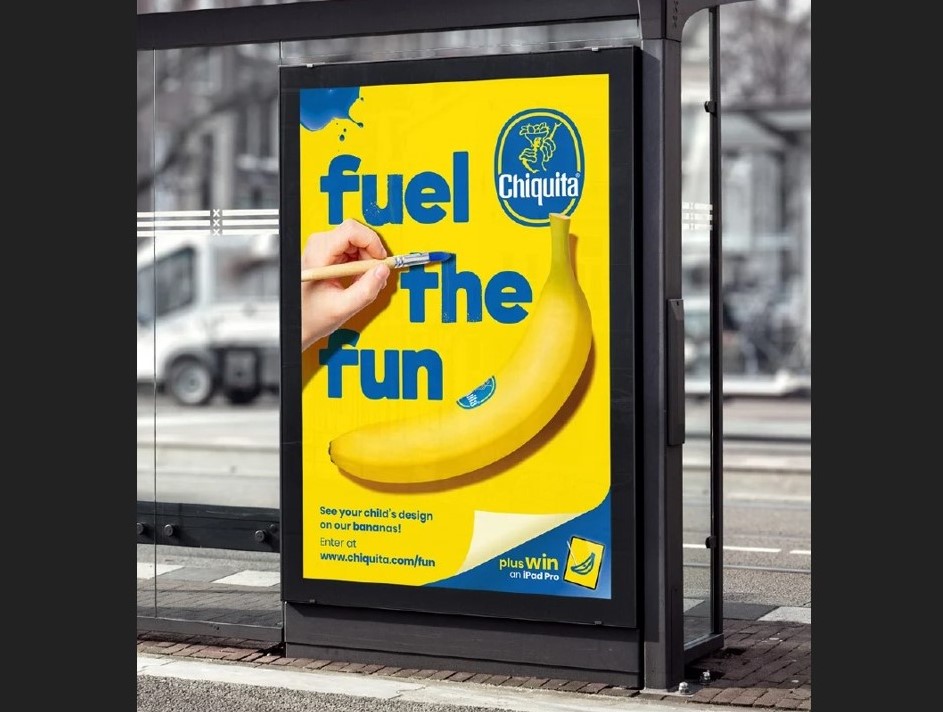 fuel
the
fun
Chiquita
See your child's design
on our bananas!
Enter at
www.chiquita.com/fun
plus win
an iPad Pro